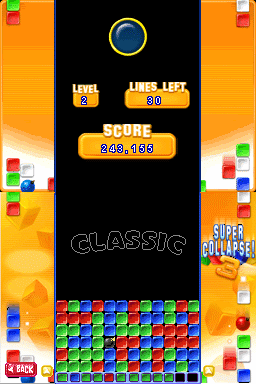 LEVEL
LINES LEFT
2
30
SCORE
243,155
CLASSIC
SUPER
COLLAPSE!
3
BACK